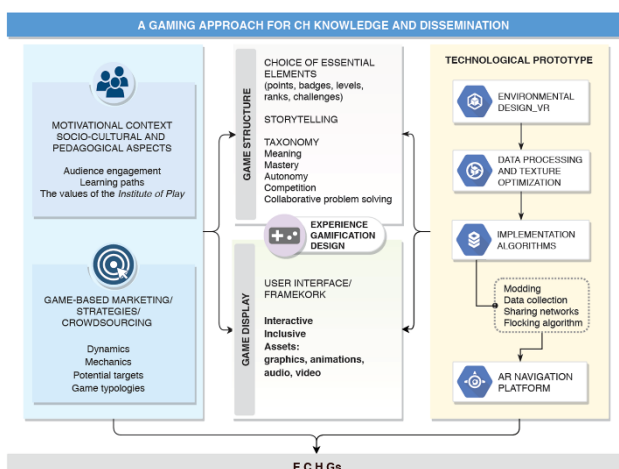 A GAMING APPROACH FOR CH KNOWLEDGE AND DISSEMINATION
MOTIVATIONAL CONTEXT
SOCIO-CULTURAL AND
PEDAGOGICAL ASPECTS
Audience engagement
Learning paths
The values of the Institute of Play
GAME-BASED MARKETING/
STRATEGIES/
CROWDSOURCING
Dynamics
Mechanics
Potential targets
Game typologies
GAME STRUCTURE
CHOICE OF ESSENTIAL
ELEMENTS
(points, badges, levels,
ranks, challenges)
STORYTELLING
TAXONOMY
Meaning
Mastery
Autonomy
Competition
Collaborative problem solving
EXPERIENCE
GAMIFICATION
DESIGN
GAME DISPLAY
USER INTERFACE/
FRAMEKORK
Interactive
Inclusive
Assets:
graphics, animations,
audio, video
TECHNOLOGICAL PROTOTYPE
ENVIRONMENTAL
DESIGN_VR
DATA PROCESSING
AND TEXTURE
OPTIMIZATION
IMPLEMENTATION
ALGORITHMS
Modding
Data collection
Sharing networks
Flocking algorithm
AR NAVIGATION
PLATFORM
E C H Gs